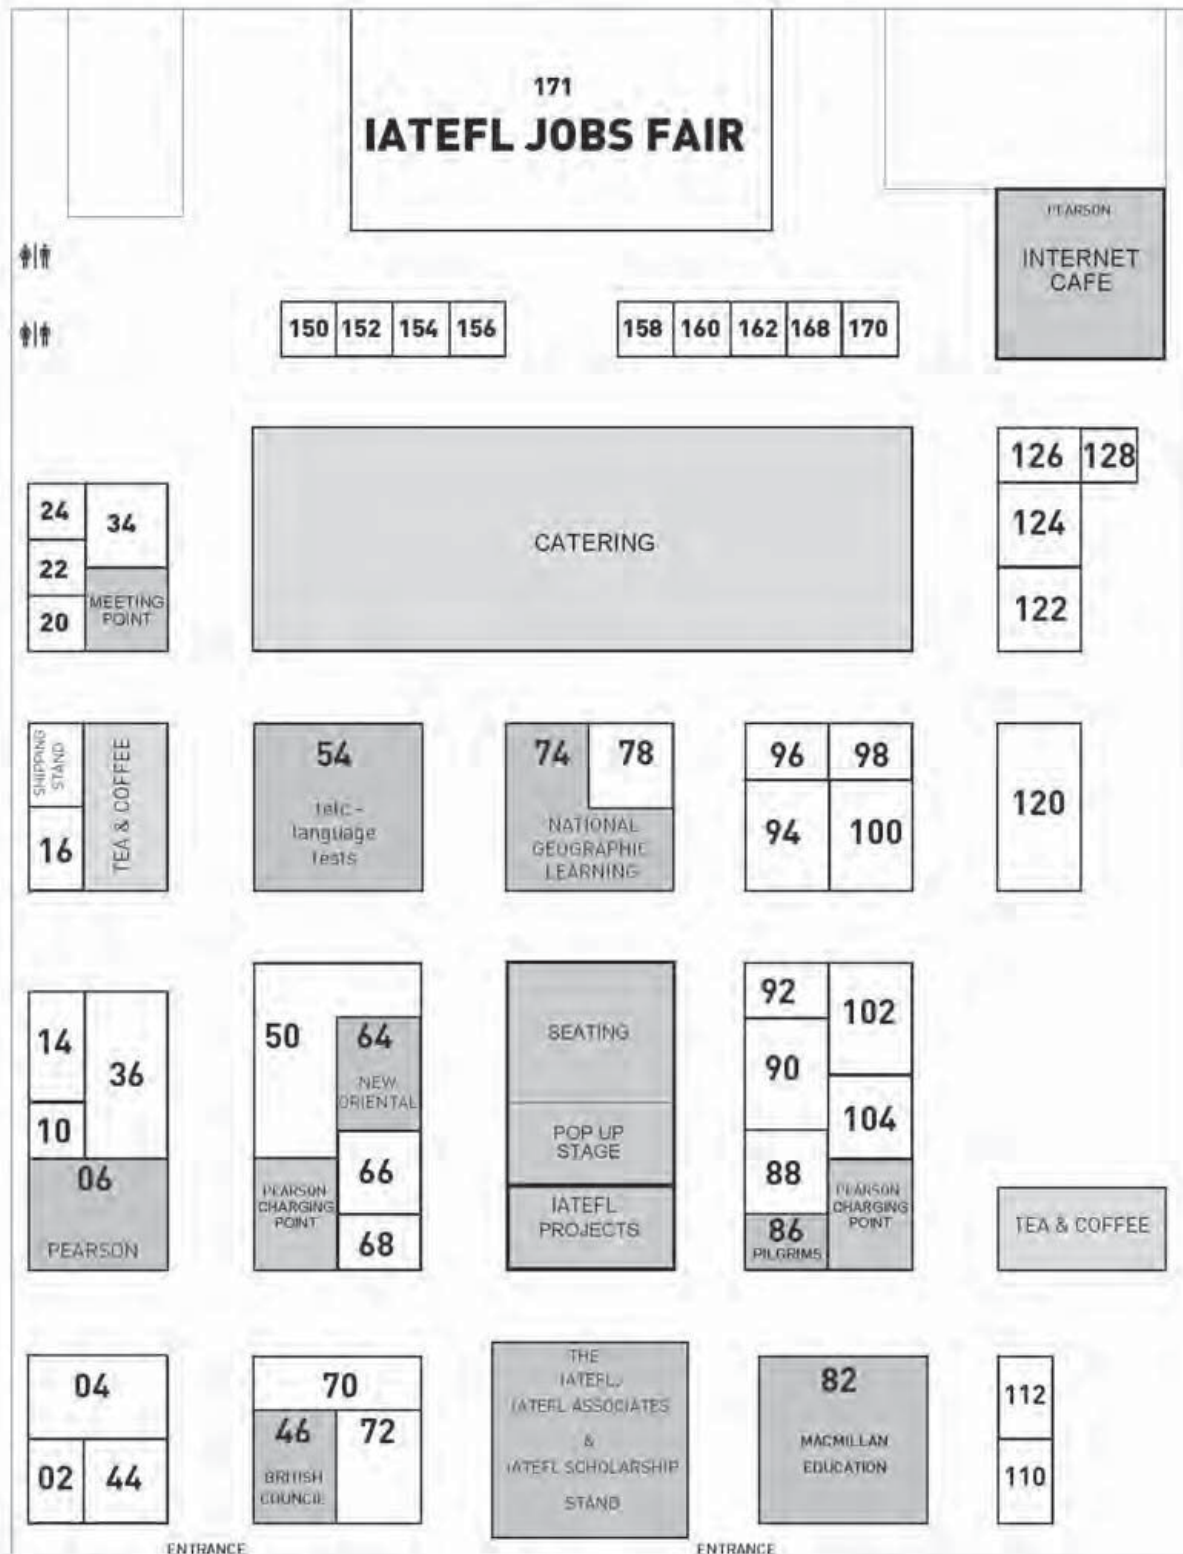 171
IATEFL JOBS FAIR
PEARSON
INTERNET
CAFE
150 152 154 156
158 160 162 168 170
126 128
24
34
124
CATERING
22
MEETING
POINT
20
122
SHIPPING
STAND
TEA & COFFEE
16
54
telc -
language
tests
74
78
NATIONAL
GEOGRAPHIC
LEARNING
96 98
94 100
120
14
36
10
06
PEARSON
50
64
NEW
ORIENTAL
66
PEARSON
CHARGING
POINT
68
SEATING
POP UP
STAGE
IATEFL
PROJECTS
92
102
90
104
88
PEARSON
CHARGING
POINT
86
PILGRIMS
TEA & COFFEE
04
02 44
70
46
72
BRITISH
COUNCIL
THE
IATEFL,
IATEFL ASSOCIATES
&
IATEFL SCHOLARSHIP
STAND
82
MACMILLAN
EDUCATION
112
110
ENTRANCE
ENTRANCE